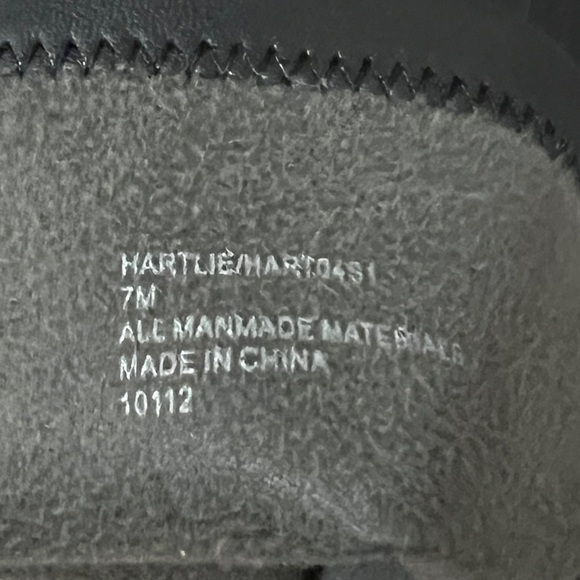 HARTLIE/HART04S1
7M
ALL MANMADE MATERIALS
MADE IN CHINA
10112